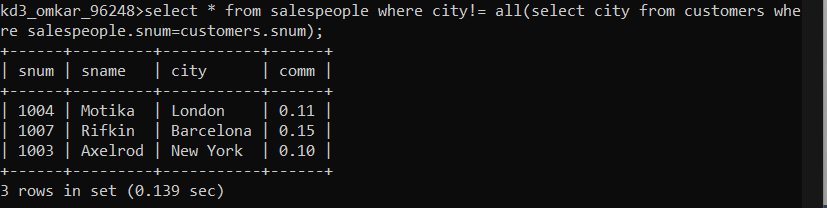 kd3_omkar_96248>select * from salespeople where city!= all(select city from customers whe
re salespeople.snum=customers.snum);
+------+---------+-----------+------+
| snum | sname   | city      | comm |
+------+---------+-----------+------+
| 1004 | Motika  | London    | 0.11 |
| 1007 | Rifkin  | Barcelona | 0.15 |
| 1003 | Axelrod | New York  | 0.10 |
+------+---------+-----------+------+
3 rows in set (0.139 sec)